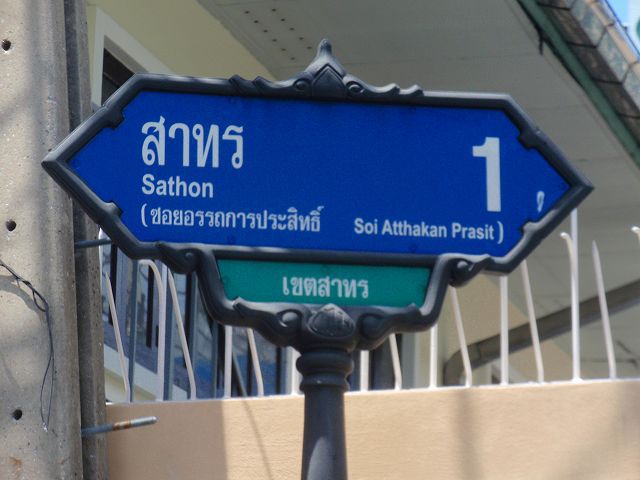 สาทร 1
Sathon
(ซอยอรรถการประสิทธิ์ Soi Atthakan Prasit)
เขตสาทร